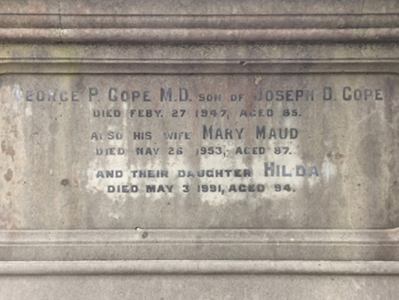 GEORGE P. COPE M.D. SON OF JOSEPH D. COPE
DIED FEBY. 27 1947, AGED 85.
ALSO HIS WIFE MARY MAUD
DIED MAY 26 1953, AGED 87.
AND THEIR DAUGHTER HILDA
DIED MAY 3 1991, AGED 94.